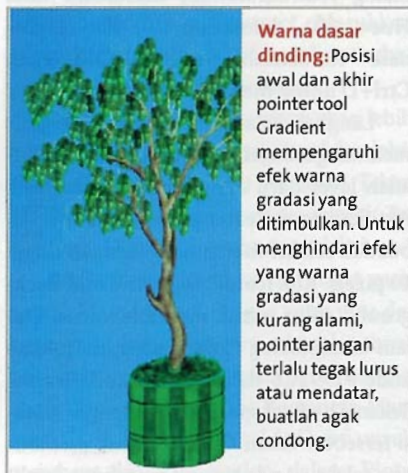 Warna dasar
dinding: Posisi
awal dan akhir
pointer tool
Gradient
mempengaruhi
efek warna
gradasi yang
ditimbulkan. Untuk
menghindari efek
yang warna
gradasi yang
kurang alami,
pointer jangan
terlalu tegak lurus
atau mendatar,
buatlah agak
condong.